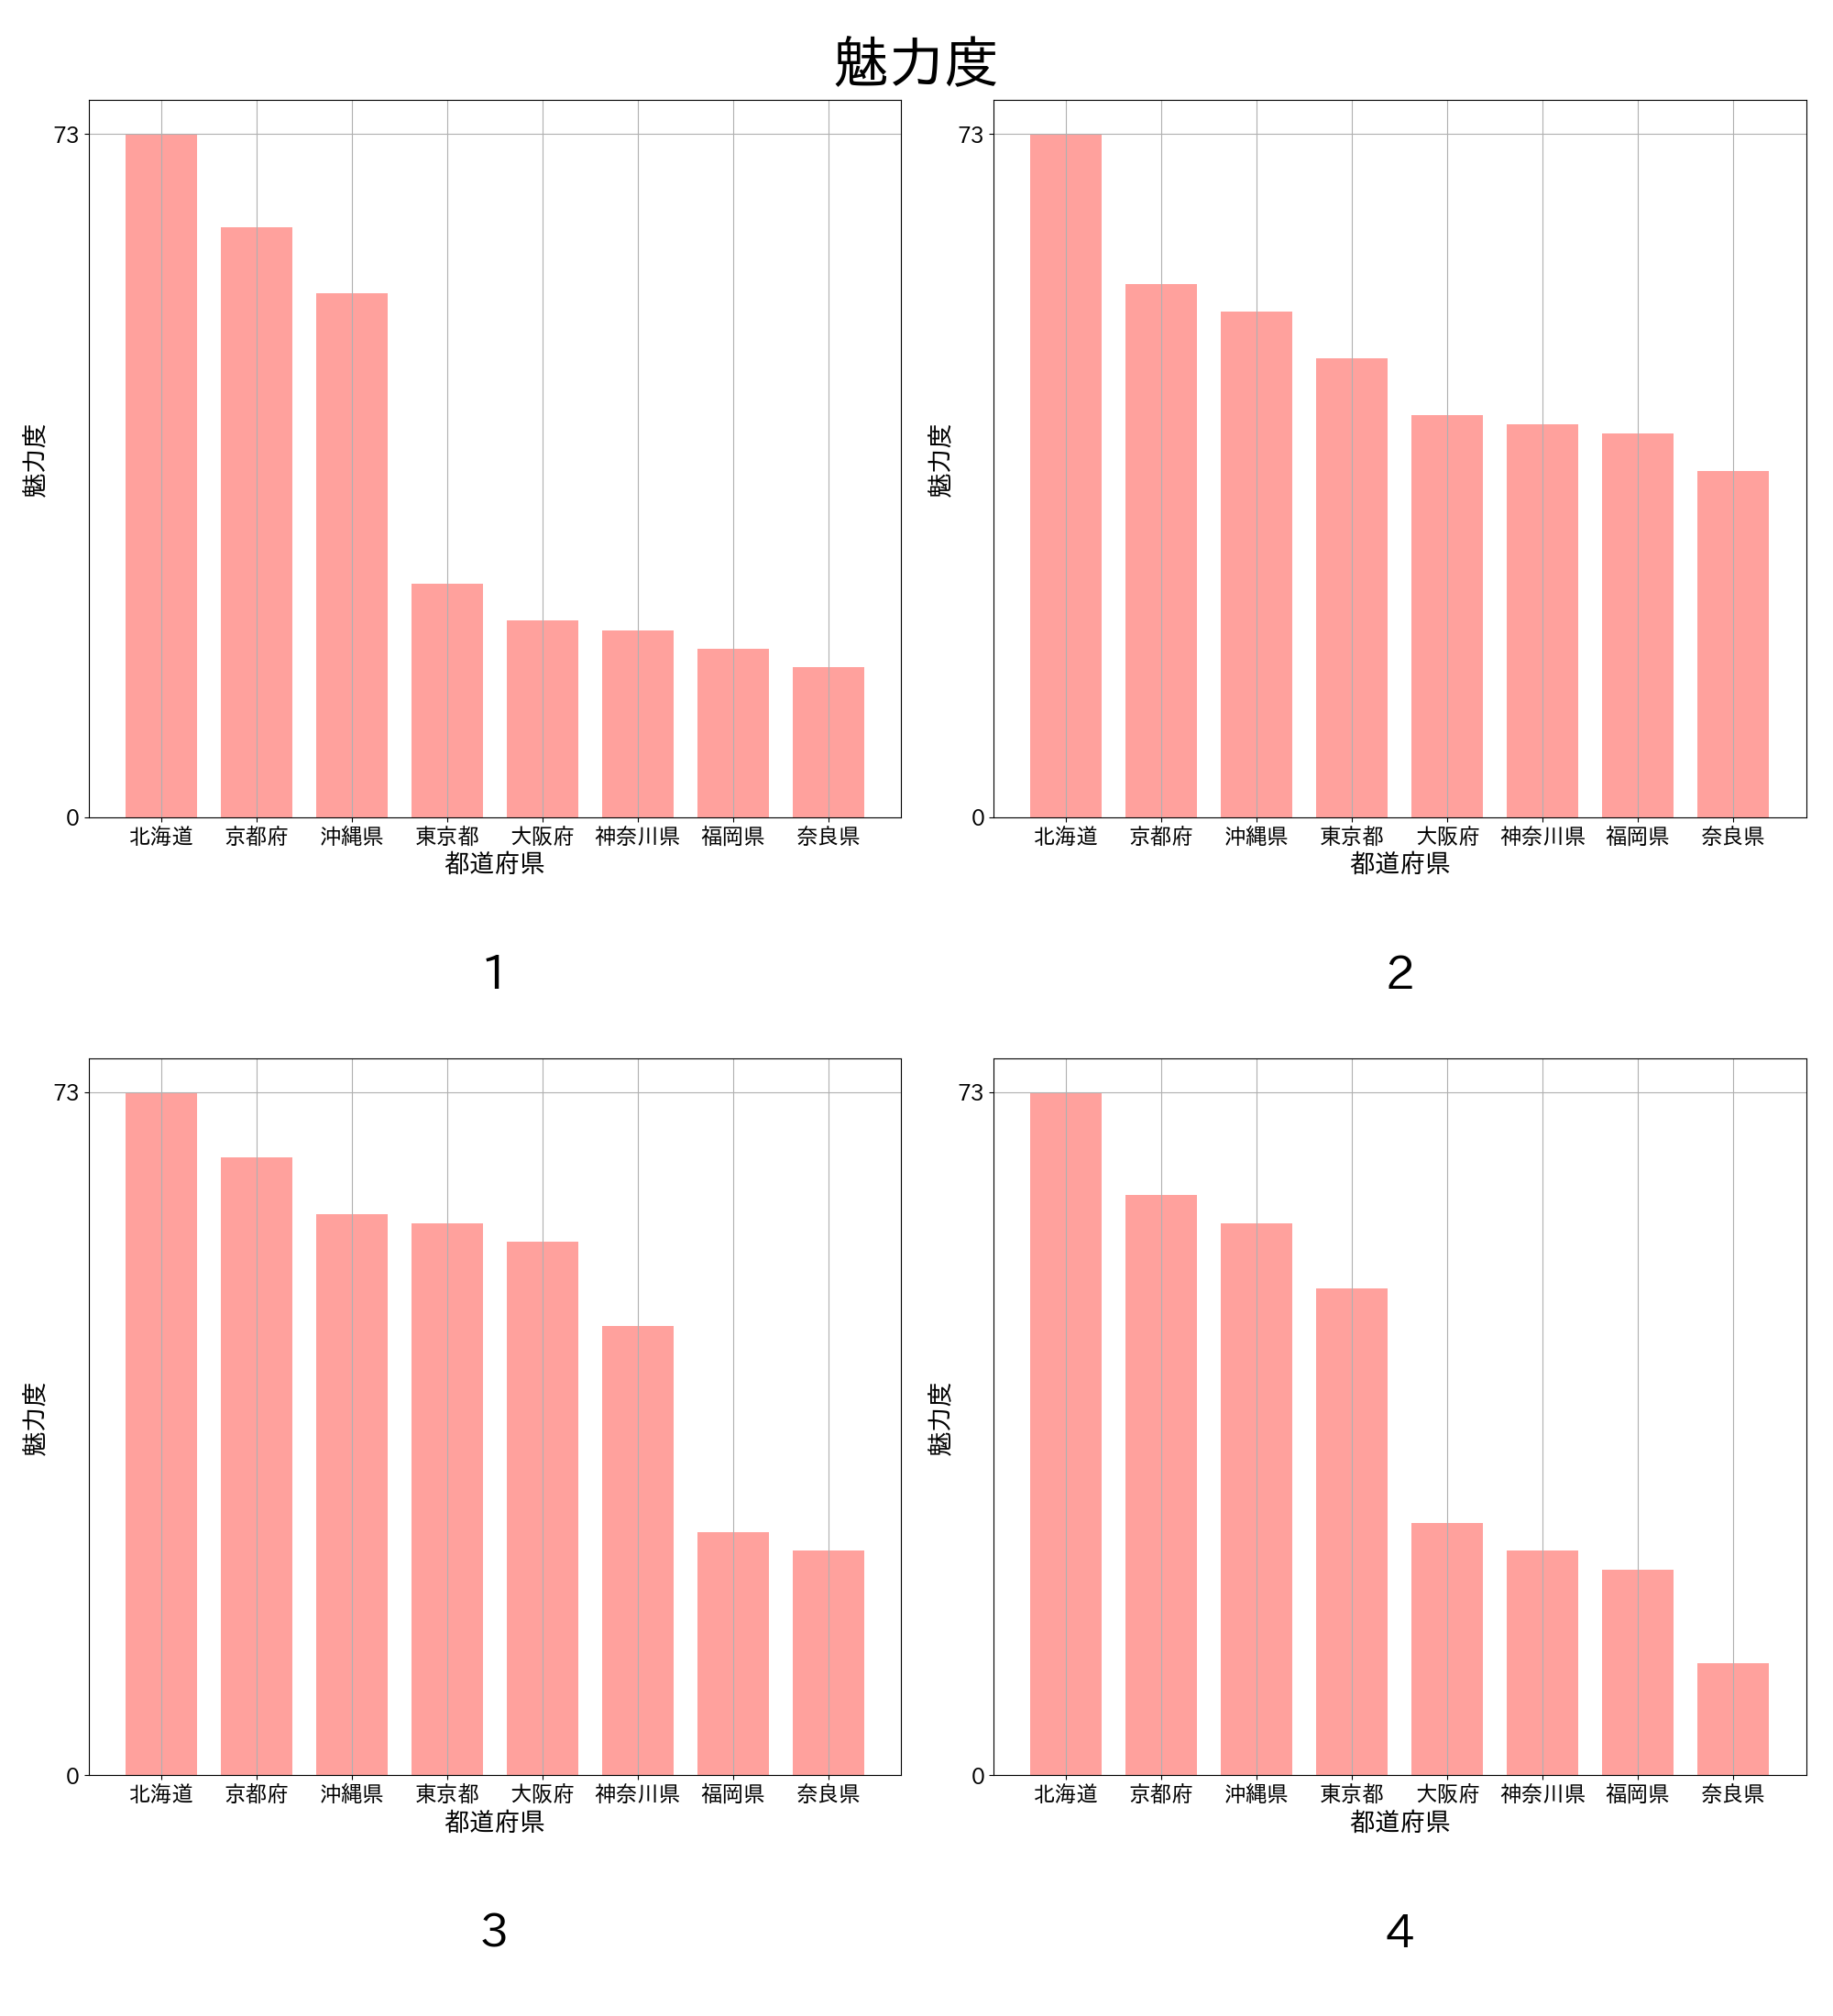 魅力度
73
0
魅力度
北海道 京都府 沖縄県 東京都 大阪府 神奈川県 福岡県 奈良県
都道府県
1
73
0
魅力度
北海道 京都府 沖縄県 東京都 大阪府 神奈川県 福岡県 奈良県
都道府県
2
73
0
魅力度
北海道 京都府 沖縄県 東京都 大阪府 神奈川県 福岡県 奈良県
都道府県
3
73
0
魅力度
北海道 京都府 沖縄県 東京都 大阪府 神奈川県 福岡県 奈良県
都道府県
4